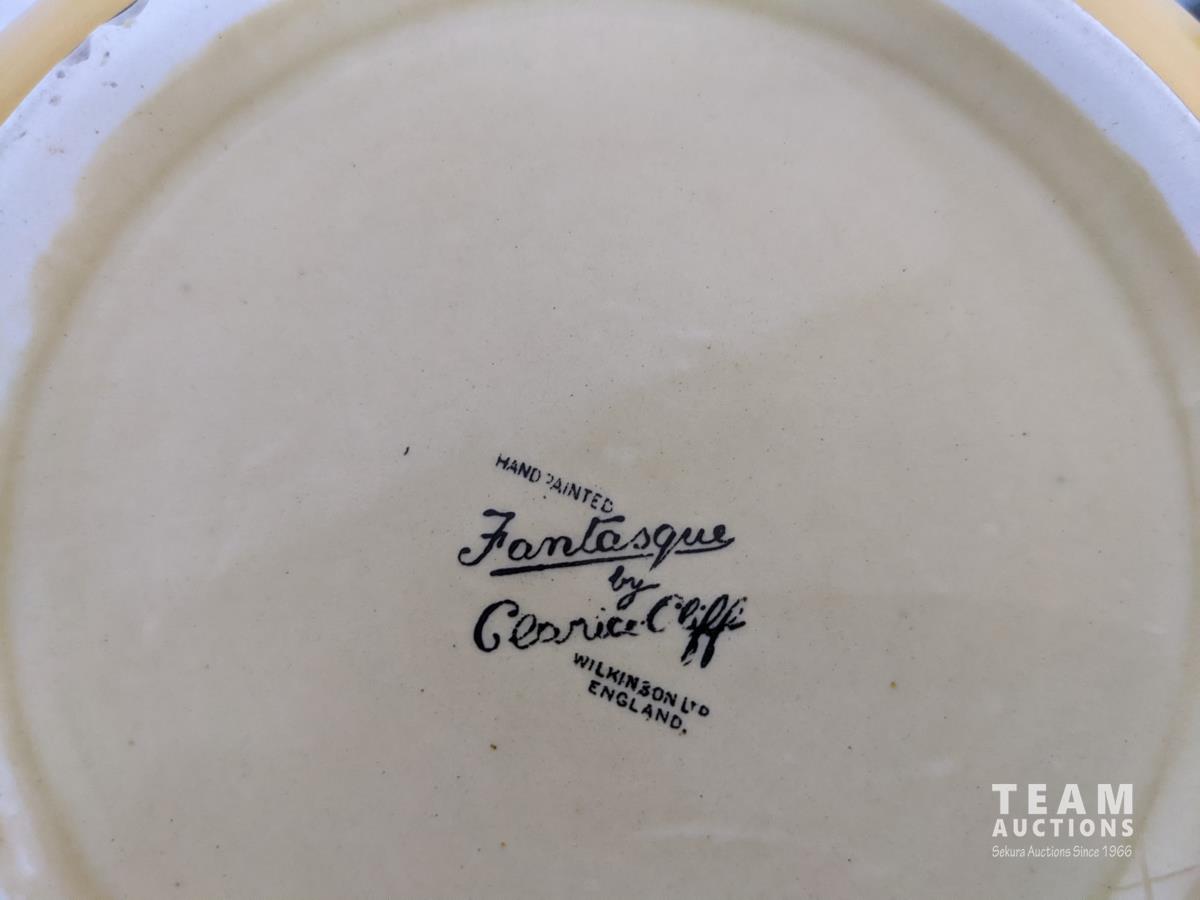 HAND PAINTED
Fantasque
by
Clarice Cliff
WILKINSON LTD
ENGLAND.
TEAM
AUCTIONS
Sekura Auctions Since 1966